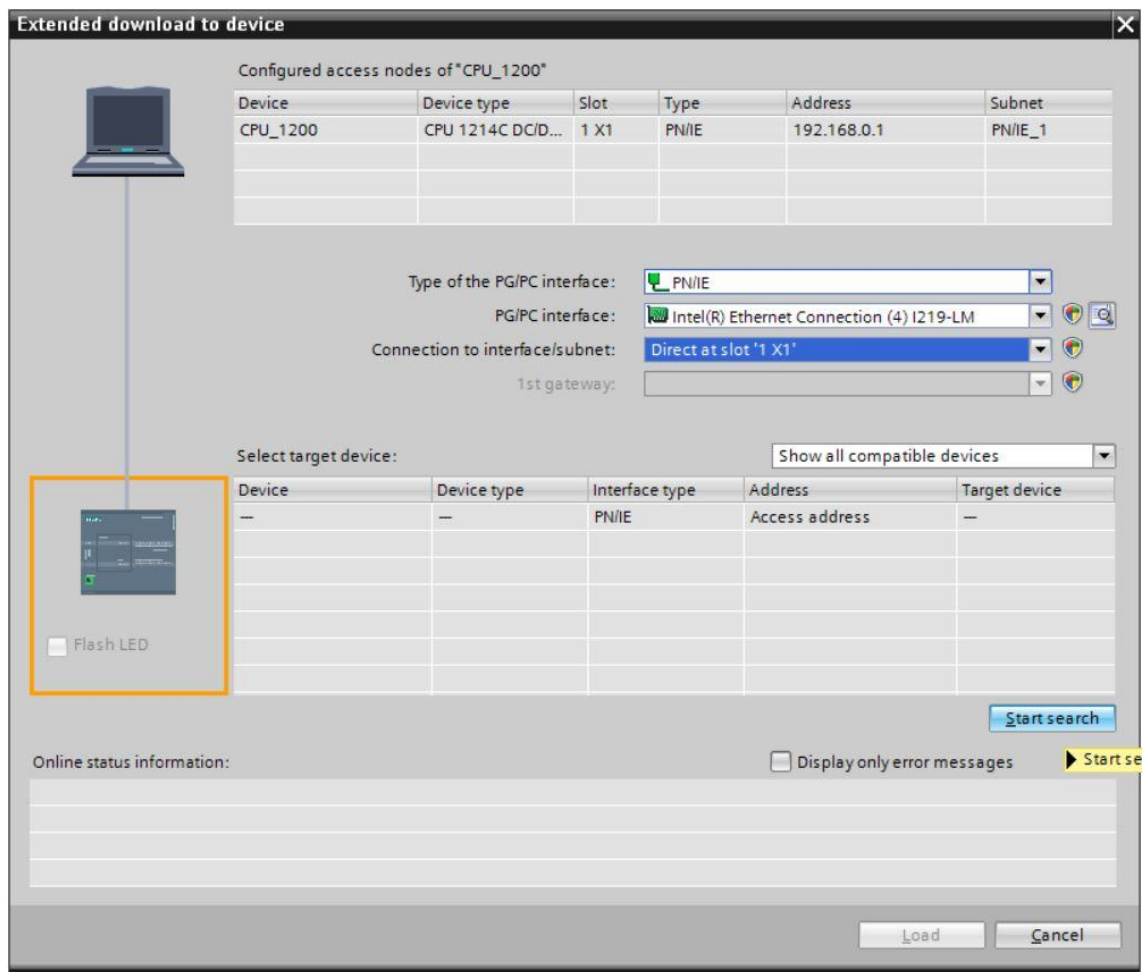 Extended download to device
Configured access nodes of "CPU_1200"
Device Device type Slot Type Address Subnet
CPU_1200 CPU 1214C DC/D... 1 X1 PN/IE 192.168.0.1 PN/IE_1
Type of the PG/PC interface: PN/IE
PG/PC interface: Intel(R) Ethernet Connection (4) I219-LM
Connection to interface/subnet: Direct at slot '1 X1'
1st gateway:
Select target device: Show all compatible devices
Device Device type Interface type Address Target device
— — PN/IE Access address —
Flash LED
Start search
Online status information: Display only error messages Start se
Load Cancel